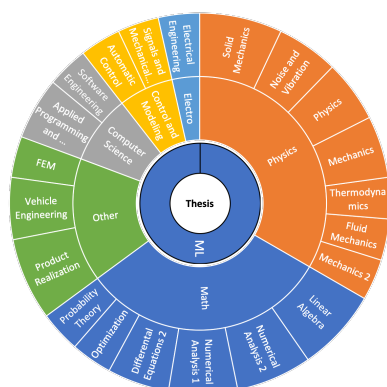 Thesis
ML
Physics
Solid
Mechanics
Noise and
Vibration
Physics
Mechanics
Thermodyna
mics
Fluid
Mechanics
Mechanics 2
Math
Linear
Algebra
Numerical
Analysis 2
Numerical
Analysis 1
Differential
Equations 2
Optimization
Probability
Theory
Other
Product
Realization
Vehicle
Engineering
FEM
Computer
Science
Applied
Programming
and ...
Software
Engineering
Control and
Modeling
Automatic
Control
Signals and
Mechanical...
Electro
Electrical
Engineering